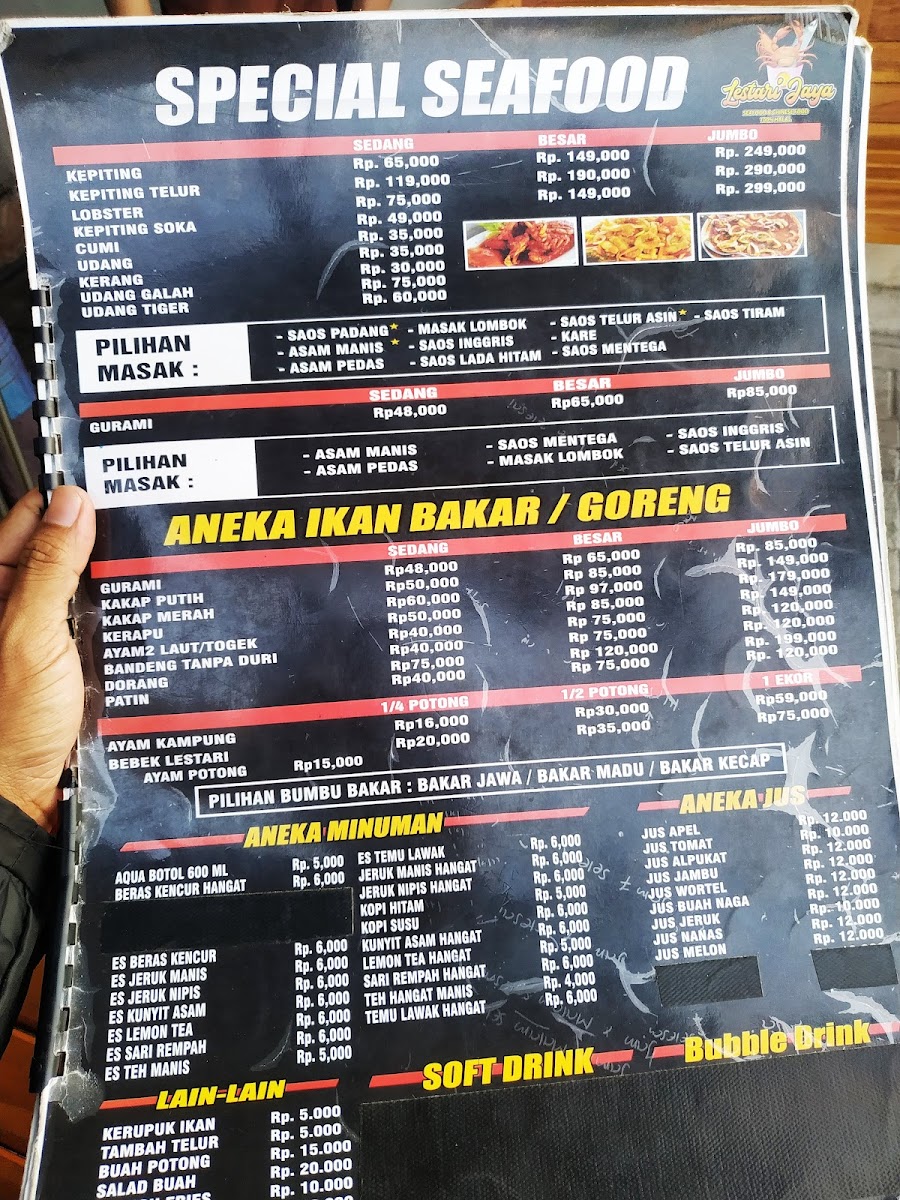 SPECIAL SEAFOOD
Lestari Jaya
SEDANG BESAR JUMBO
KEPITING Rp. 65,000 Rp. 149,000 Rp. 249,000
KEPITING TELUR Rp. 119,000 Rp. 190,000 Rp. 290,000
LOBSTER Rp. 75,000 Rp. 149,000 Rp. 299,000
KEPITING SOKA Rp. 49,000
CUMI Rp. 35,000
UDANG Rp. 35,000
KERANG Rp. 30,000
UDANG GALAH Rp. 75,000
UDANG TIGER Rp. 60,000
PILIHAN MASAK :
- SAOS PADANG* - MASAK LOMBOK - SAOS TELUR ASIN* - SAOS TIRAM
- ASAM MANIS * - SAOS INGGRIS - KARE
- ASAM PEDAS - SAOS LADA HITAM - SAOS MENTEGA
SEDANG BESAR JUMBO
GURAMI Rp48,000 Rp65,000 Rp85,000
PILIHAN MASAK :
- ASAM MANIS - SAOS MENTEGA - SAOS INGGRIS
- ASAM PEDAS - MASAK LOMBOK - SAOS TELUR ASIN
ANEKA IKAN BAKAR / GORENG
SEDANG BESAR JUMBO
GURAMI Rp48,000 Rp 65,000 Rp. 85,000
KAKAP PUTIH Rp50,000 Rp 85,000 Rp. 149,000
KAKAP MERAH Rp60,000 Rp 97,000 Rp. 179,000
KERAPU Rp50,000 Rp 85,000 Rp. 149,000
AYAM2 LAUT/TOGEK Rp40,000 Rp 75,000 Rp. 120,000
BANDENG TANPA DURI Rp40,000 Rp 75,000 Rp. 120,000
DORANG Rp75,000 Rp 120,000 Rp. 199,000
PATIN Rp40,000 Rp 75,000 Rp. 120,000
1/4 POTONG 1/2 POTONG 1 EKOR
AYAM KAMPUNG Rp16,000 Rp30,000 Rp59,000
BEBEK LESTARI Rp20,000 Rp35,000 Rp75,000
AYAM POTONG Rp15,000
PILIHAN BUMBU BAKAR : BAKAR JAWA / BAKAR MADU / BAKAR KECAP
ANEKA MINUMAN
AQUA BOTOL 600 ML Rp. 5,000
BERAS KENCUR HANGAT Rp. 6,000
ES BERAS KENCUR Rp. 6,000
ES JERUK MANIS Rp. 6,000
ES JERUK NIPIS Rp. 6,000
ES KUNYIT ASAM Rp. 6,000
ES LEMON TEA Rp. 6,000
ES SARI REMPAH Rp. 6,000
ES TEH MANIS Rp. 5,000
ES TEMU LAWAK Rp. 6,000
JERUK MANIS HANGAT Rp. 6,000
JERUK NIPIS HANGAT Rp. 6,000
KOPI HITAM Rp. 5,000
KOPI SUSU Rp. 6,000
KUNYIT ASAM HANGAT Rp. 6,000
LEMON TEA HANGAT Rp. 5,000
SARI REMPAH HANGAT Rp. 6,000
TEH HANGAT MANIS Rp. 4,000
TEMU LAWAK HANGAT Rp. 6,000
ANEKA JUS
JUS APEL Rp. 12.000
JUS TOMAT Rp. 10.000
JUS ALPUKAT Rp. 12.000
JUS JAMBU Rp. 12.000
JUS WORTEL Rp. 12.000
JUS BUAH NAGA Rp. 12.000
JUS JERUK Rp. 10.000
JUS NANAS Rp. 12.000
JUS MELON Rp. 12.000
LAIN-LAIN
KERUPUK IKAN Rp. 5.000
TAMBAH TELUR Rp. 5.000
BUAH POTONG Rp. 15.000
SALAD BUAH Rp. 20.000
Rp. 10.000
SOFT DRINK
Bubble Drink